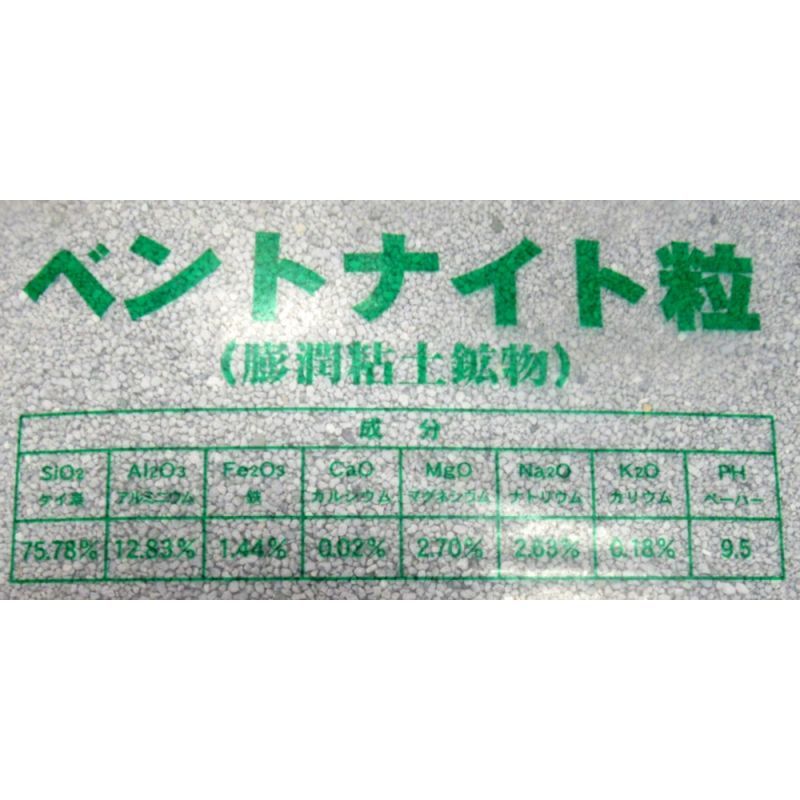 ベントナイト粒
(膨潤粘土鉱物)
成 分
SiO2 Al2O3 Fe2O3 CaO MgO Na2O K2O PH
ケイ素 アルミニウム 鉄 カルシウム マグネシウム ナトリウム カリウム ペーパー
75.78% 12.83% 1.44% 0.02% 2.70% 2.63% 0.18% 9.5